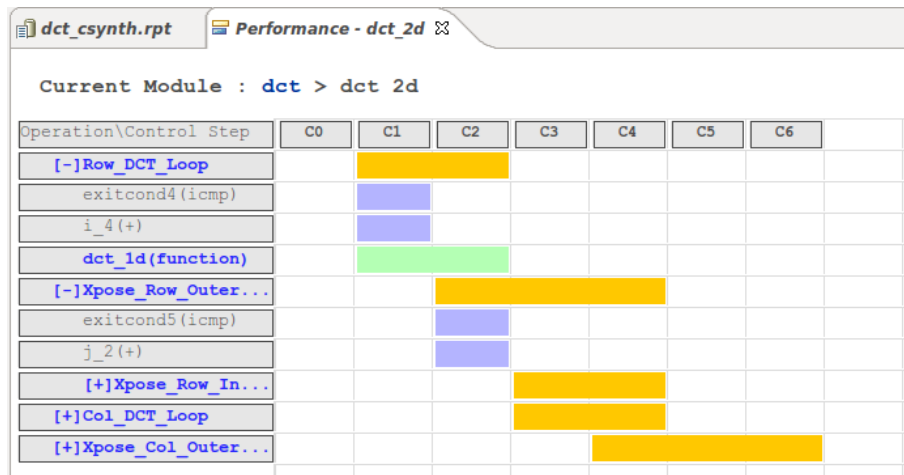 dct_csynth.rpt Performance - dct_2d
Current Module : dct > dct 2d
Operation\Control Step C0 C1 C2 C3 C4 C5 C6
[-]Row_DCT_Loop
exitcond4(icmp)
i_4(+)
dct_1d(function)
[-]Xpose_Row_Outer...
exitcond5(icmp)
j_2(+)
[+]Xpose_Row_In...
[+]Col_DCT_Loop
[+]Xpose_Col_Outer...